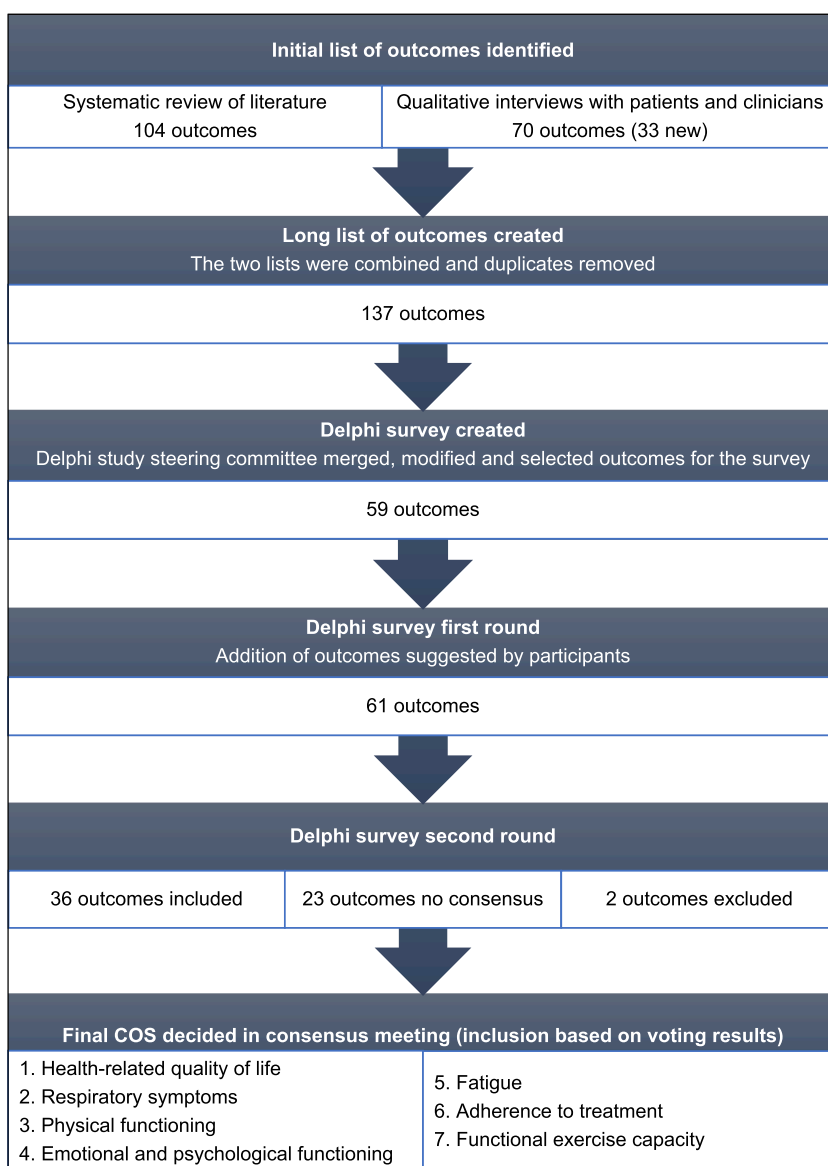 Initial list of outcomes identified
Systematic review of literature
104 outcomes
Qualitative interviews with patients and clinicians
70 outcomes (33 new)
Long list of outcomes created
The two lists were combined and duplicates removed
137 outcomes
Delphi survey created
Delphi study steering committee merged, modified and selected outcomes for the survey
59 outcomes
Delphi survey first round
Addition of outcomes suggested by participants
61 outcomes
Delphi survey second round
36 outcomes included
23 outcomes no consensus
2 outcomes excluded
Final COS decided in consensus meeting (inclusion based on voting results)
1. Health-related quality of life
2. Respiratory symptoms
3. Physical functioning
4. Emotional and psychological functioning
5. Fatigue
6. Adherence to treatment
7. Functional exercise capacity